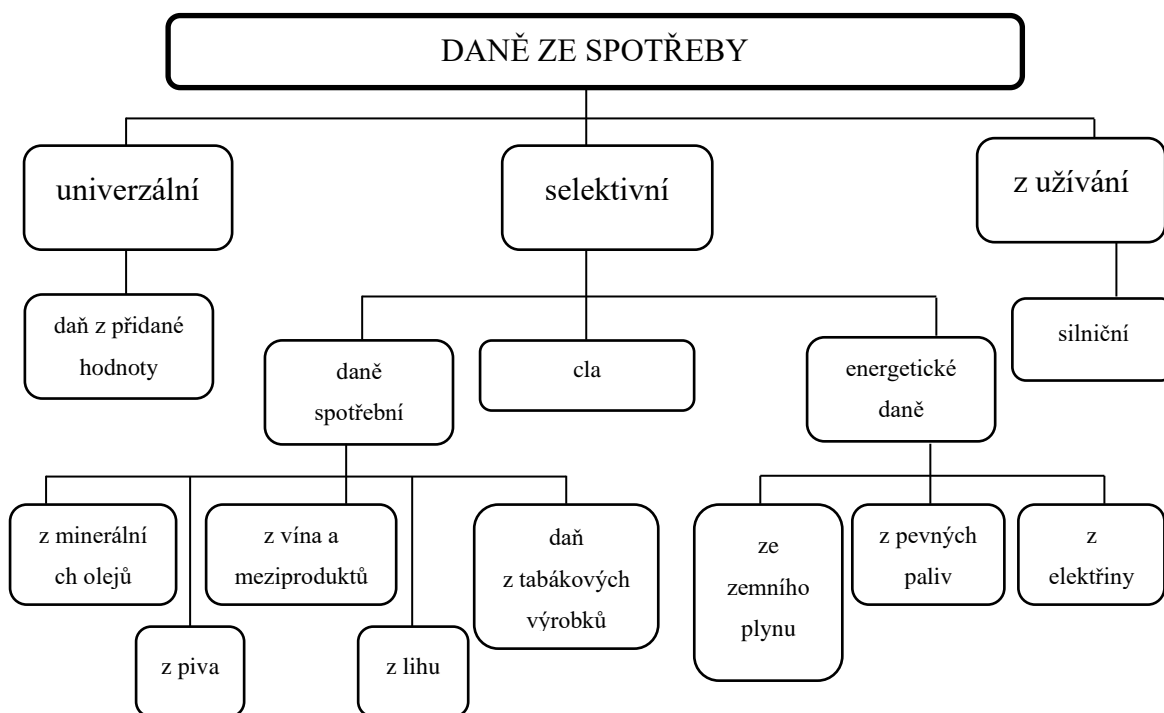 DANĚ ZE SPOTŘEBY
univerzální
selektivní
z užívání
daň z přidané
hodnoty
daně
spotřební
cla
energetické
daně
silniční
z minerální
ch olejů
z vína a
meziproduktů
daň
z tabákových
výrobků
ze
zemního
plynu
z pevných
paliv
z
elektřiny
z piva
z lihu